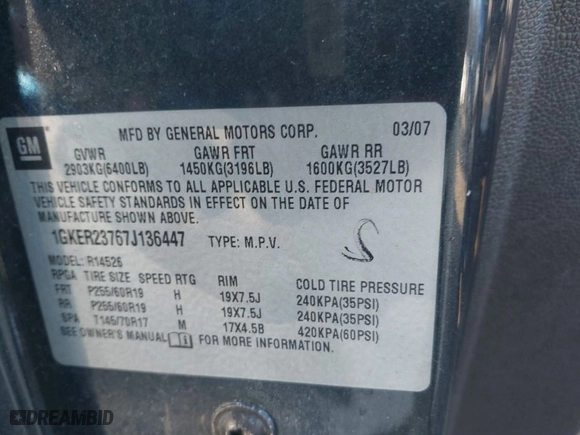 GM
MFD BY GENERAL MOTORS CORP. 03/07
GVWR GAWR FRT GAWR RR
2903KG(6400LB) 1450KG(3196LB) 1600KG(3527LB)
THIS VEHICLE CONFORMS TO ALL APPLICABLE U.S. FEDERAL MOTOR
VEHICLE SAFETY STANDARDS IN EFFECT ON THE DATE OF
MANUFACTURE SHOWN ABOVE.
1GKER23767J136447 TYPE: M.P.V.
MODEL: R14526
RPGA TIRE SIZE SPEED RTG RIM COLD TIRE PRESSURE
FRT P255/60R19 H 19X7.5J 240KPA(35PSI)
RR P255/60R19 H 19X7.5J 240KPA(35PSI)
SPA T145/70R17 M 17X4.5B 420KPA(60PSI)
SEE OWNER'S MANUAL FOR MORE INFORMATION.
DREAMBID